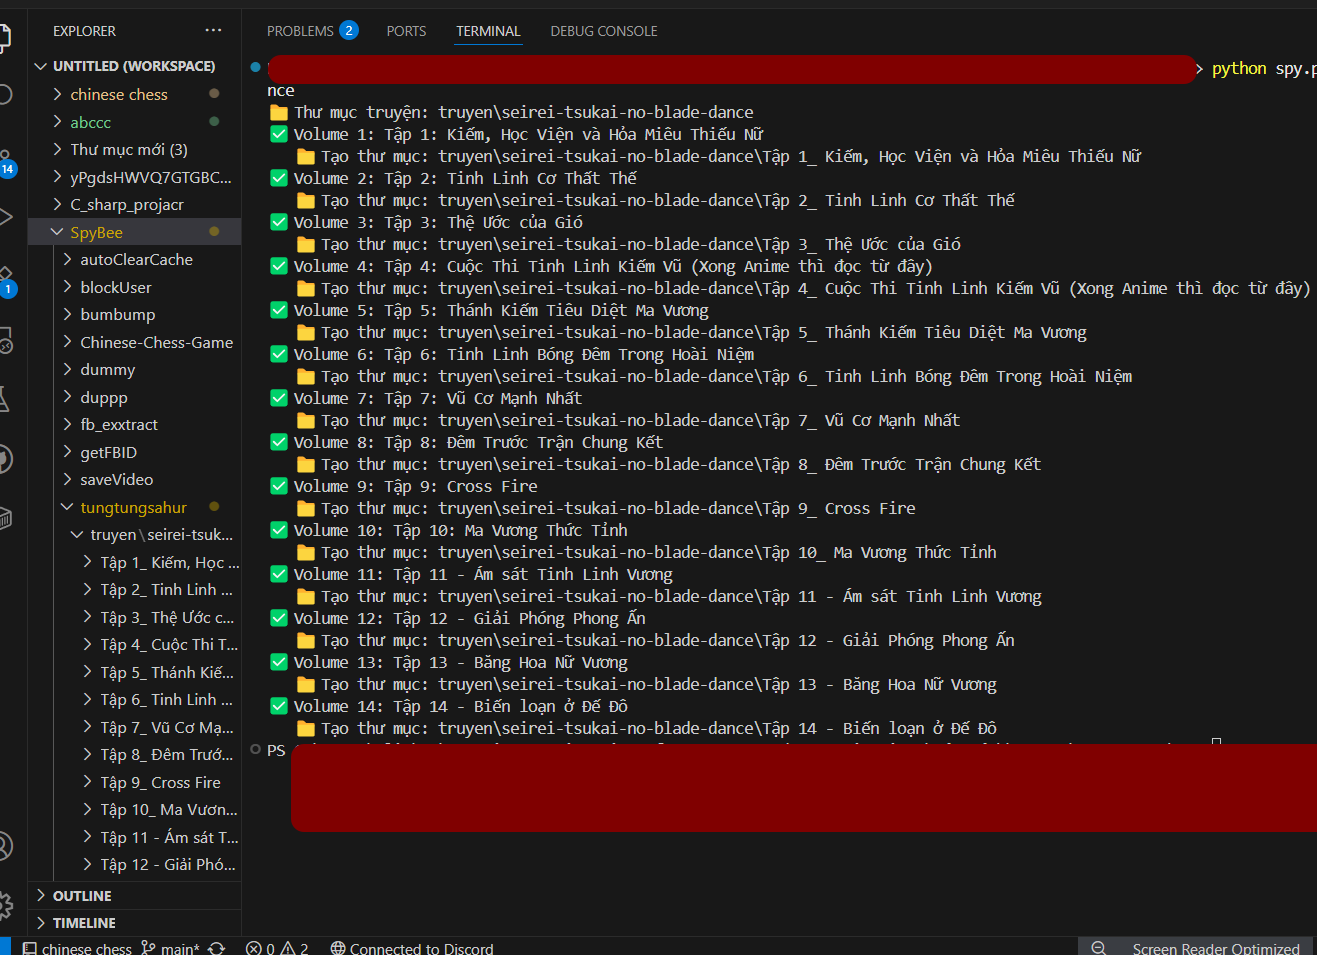 EXPLORER
···
UNTITLED (WORKSPACE)
chinese chess
abccc
Thư mục mới (3)
yPgdsHWVQ7GTGBC...
C_sharp_projacr
SpyBee
autoClearCache
blockUser
bumbump
Chinese-Chess-Game
dummy
duppp
fb_exxtract
getFBID
saveVideo
tungtungsahur
truyen\seirei-tsuk...
Tập 1_ Kiếm, Học ...
Tập 2_ Tinh Linh ...
Tập 3_ Thệ Ước c...
Tập 4_ Cuộc Thi T...
Tập 5_ Thánh Kiế...
Tập 6_ Tinh Linh ...
Tập 7_ Vũ Cơ Mạ...
Tập 8_ Đêm Trướ...
Tập 9_ Cross Fire
Tập 10_ Ma Vươn...
Tập 11 - Ám sát T...
Tập 12 - Giải Phó...
OUTLINE
TIMELINE
14
1
PROBLEMS 2 PORTS TERMINAL DEBUG CONSOLE
> python spy.p
nce
Thư mục truyện: truyen\seirei-tsukai-no-blade-dance
Volume 1: Tập 1: Kiếm, Học Viện và Hỏa Miêu Thiếu Nữ
Tạo thư mục: truyen\seirei-tsukai-no-blade-dance\Tập 1_ Kiếm, Học Viện và Hỏa Miêu Thiếu Nữ
Volume 2: Tập 2: Tinh Linh Cơ Thất Thế
Tạo thư mục: truyen\seirei-tsukai-no-blade-dance\Tập 2_ Tinh Linh Cơ Thất Thế
Volume 3: Tập 3: Thệ Ước của Gió
Tạo thư mục: truyen\seirei-tsukai-no-blade-dance\Tập 3_ Thệ Ước của Gió
Volume 4: Tập 4: Cuộc Thi Tinh Linh Kiếm Vũ (Xong Anime thì đọc từ đây)
Tạo thư mục: truyen\seirei-tsukai-no-blade-dance\Tập 4_ Cuộc Thi Tinh Linh Kiếm Vũ (Xong Anime thì đọc từ đây)
Volume 5: Tập 5: Thánh Kiếm Tiêu Diệt Ma Vương
Tạo thư mục: truyen\seirei-tsukai-no-blade-dance\Tập 5_ Thánh Kiếm Tiêu Diệt Ma Vương
Volume 6: Tập 6: Tinh Linh Bóng Đêm Trong Hoài Niệm
Tạo thư mục: truyen\seirei-tsukai-no-blade-dance\Tập 6_ Tinh Linh Bóng Đêm Trong Hoài Niệm
Volume 7: Tập 7: Vũ Cơ Mạnh Nhất
Tạo thư mục: truyen\seirei-tsukai-no-blade-dance\Tập 7_ Vũ Cơ Mạnh Nhất
Volume 8: Tập 8: Đêm Trước Trận Chung Kết
Tạo thư mục: truyen\seirei-tsukai-no-blade-dance\Tập 8_ Đêm Trước Trận Chung Kết
Volume 9: Tập 9: Cross Fire
Tạo thư mục: truyen\seirei-tsukai-no-blade-dance\Tập 9_ Cross Fire
Volume 10: Tập 10: Ma Vương Thức Tỉnh
Tạo thư mục: truyen\seirei-tsukai-no-blade-dance\Tập 10_ Ma Vương Thức Tỉnh
Volume 11: Tập 11 - Ám sát Tinh Linh Vương
Tạo thư mục: truyen\seirei-tsukai-no-blade-dance\Tập 11 - Ám sát Tinh Linh Vương
Volume 12: Tập 12 - Giải Phóng Phong Ấn
Tạo thư mục: truyen\seirei-tsukai-no-blade-dance\Tập 12 - Giải Phóng Phong Ấn
Volume 13: Tập 13 - Băng Hoa Nữ Vương
Tạo thư mục: truyen\seirei-tsukai-no-blade-dance\Tập 13 - Băng Hoa Nữ Vương
Volume 14: Tập 14 - Biến loạn ở Đế Đô
Tạo thư mục: truyen\seirei-tsukai-no-blade-dance\Tập 14 - Biến loạn ở Đế Đô
PS
chinese chess main* 0 2 Connected to Discord Screen Reader Optimized